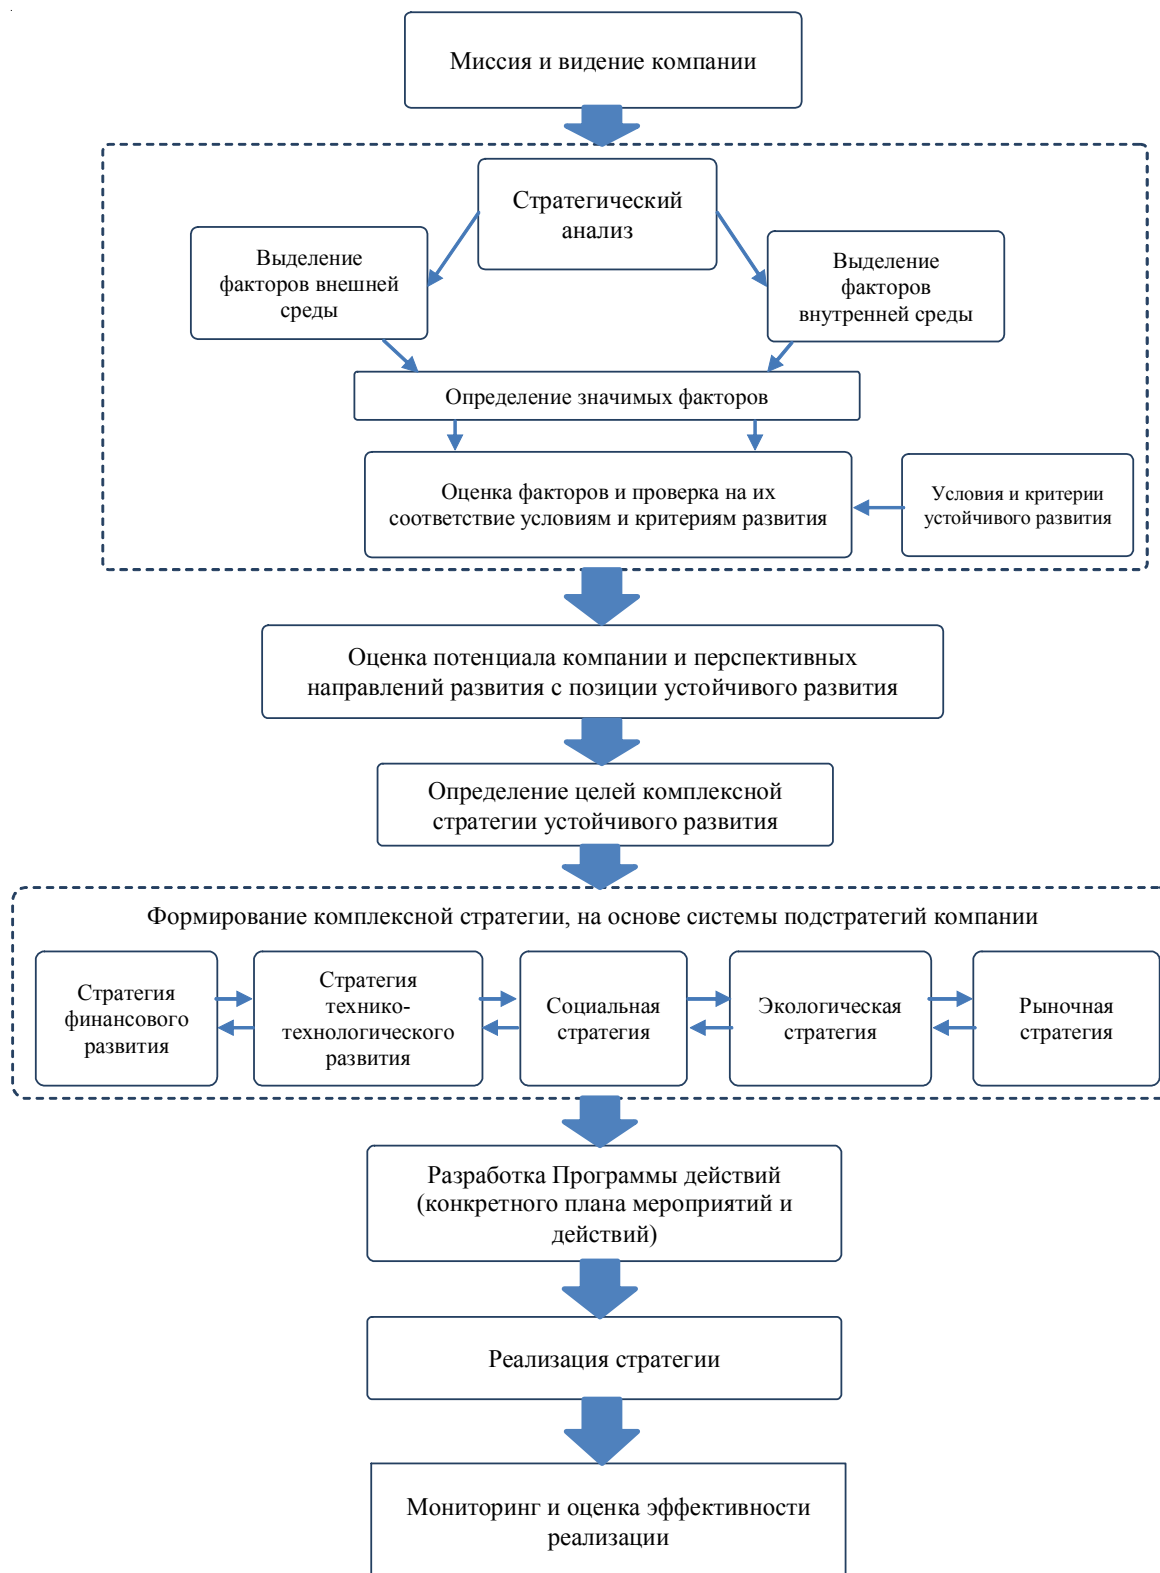 Миссия и видение компании
Стратегический
анализ
Выделение
факторов внешней
среды
Выделение
факторов
внутренней среды
Определение значимых факторов
Оценка факторов и проверка на их
соответствие условиям и критериям развития
Условия и критерии
устойчивого развития
Оценка потенциала компании и перспективных
направлений развития с позиции устойчивого развития
Определение целей комплексной
стратегии устойчивого развития
Формирование комплексной стратегии, на основе системы подстратегий компании
Стратегия
финансового
развития
Стратегия
технико-
технологического
развития
Социальная
стратегия
Экологическая
стратегия
Рыночная
стратегия
Разработка Программы действий
(конкретного плана мероприятий и
действий)
Реализация стратегии
Мониторинг и оценка эффективности
реализации